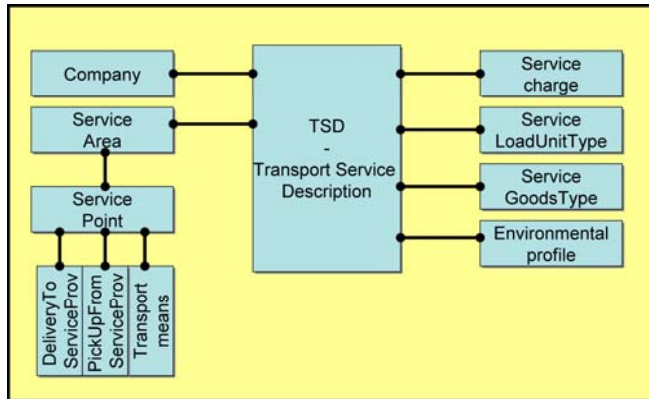 Company
Service
Area
Service
Point
DeliveryTo
ServiceProv
PickUpFrom
ServiceProv
Transport
means
TSD
-
Transport Service
Description
Service
charge
Service
LoadUnitType
Service
GoodsType
Environmental
profile